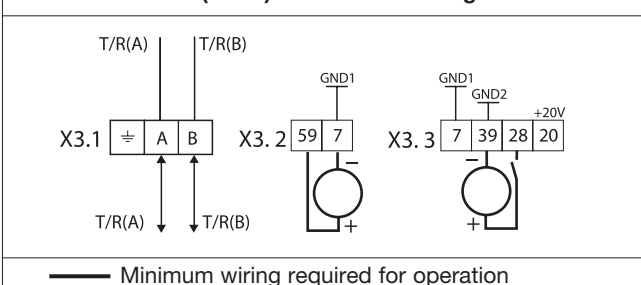 T/R(A) T/R(B)
GND1 GND1
GND2
+20V
X3.1 ⏚ A B X3. 2 59 7 X3. 3 7 39 28 20
− −
T/R(A) T/R(B) + +
Minimum wiring required for operation